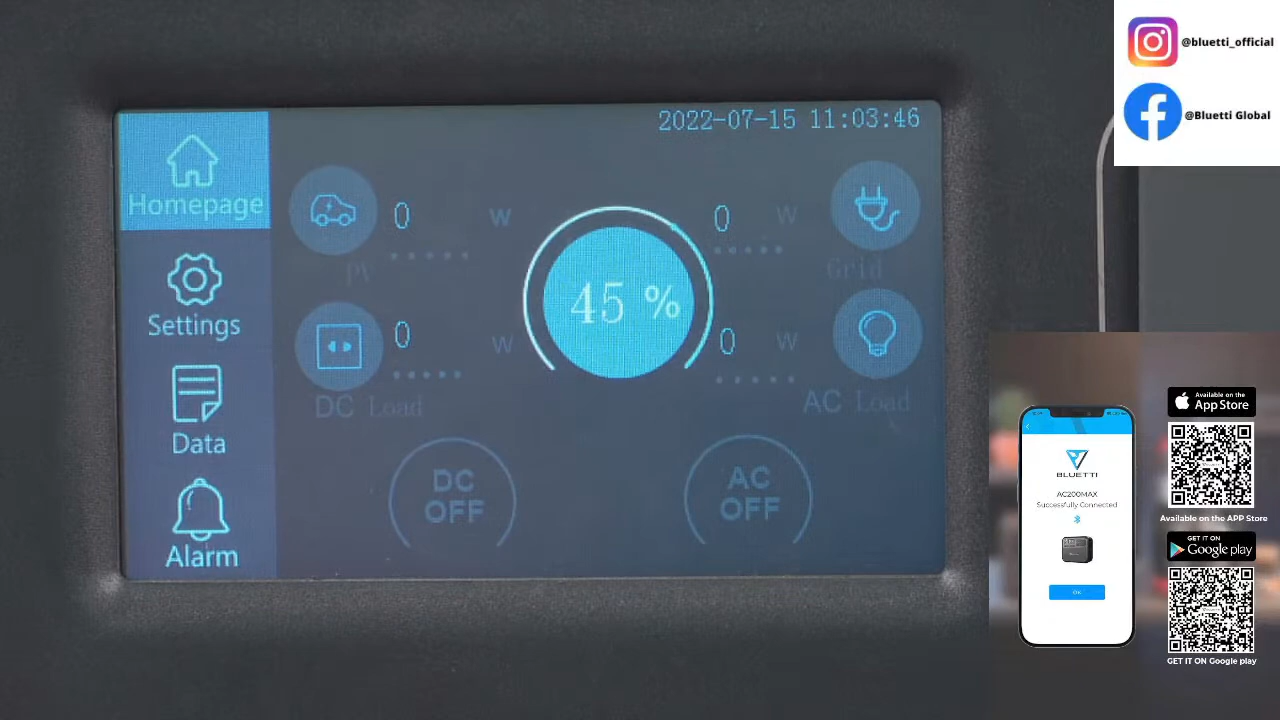 @bluetti_official
@Bluetti Global
2022-07-15 11:03:46
Homepage
Settings
Data
Alarm
0 W
PV
0 W
DC Load
45 %
0 W
Grid
0 W
AC Load
DC
OFF
AC
OFF
BLUETTI
AC200MAX
Successfully Connected
OK
Available on the
App Store
Available on the APP Store
GET IT ON
Google play
GET IT ON Google play